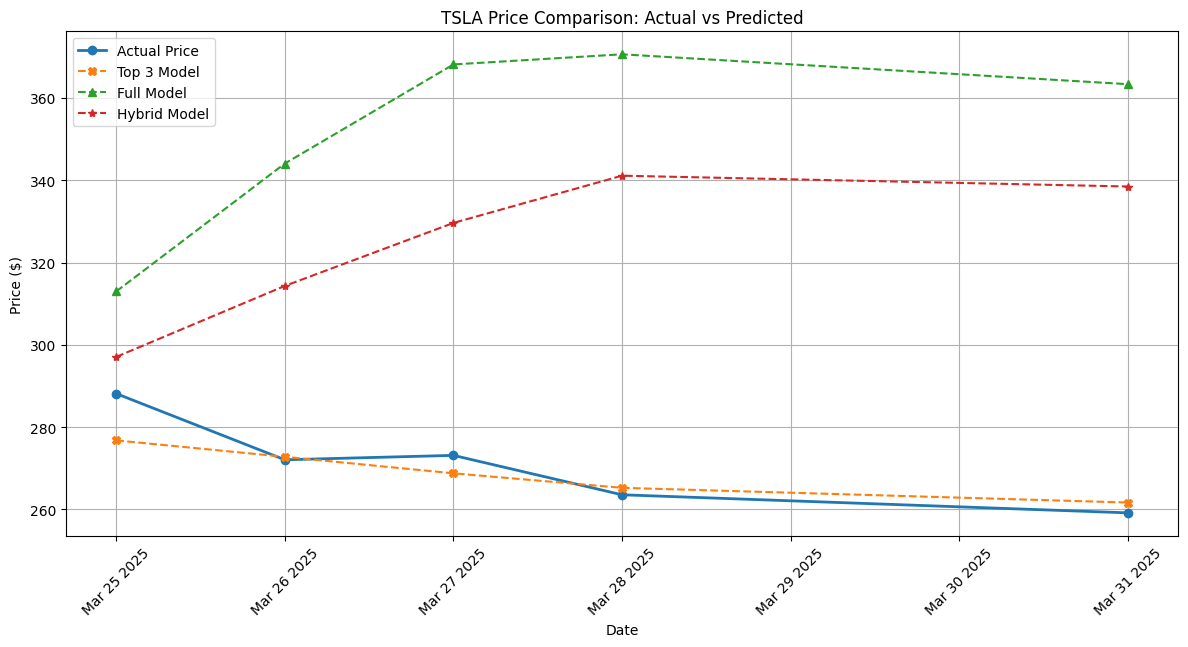 TSLA Price Comparison: Actual vs Predicted
Actual Price
Top 3 Model
Full Model
Hybrid Model
Price ($)
360
340
320
300
280
260
Mar 25 2025
Mar 26 2025
Mar 27 2025
Mar 28 2025
Mar 29 2025
Mar 30 2025
Mar 31 2025
Date